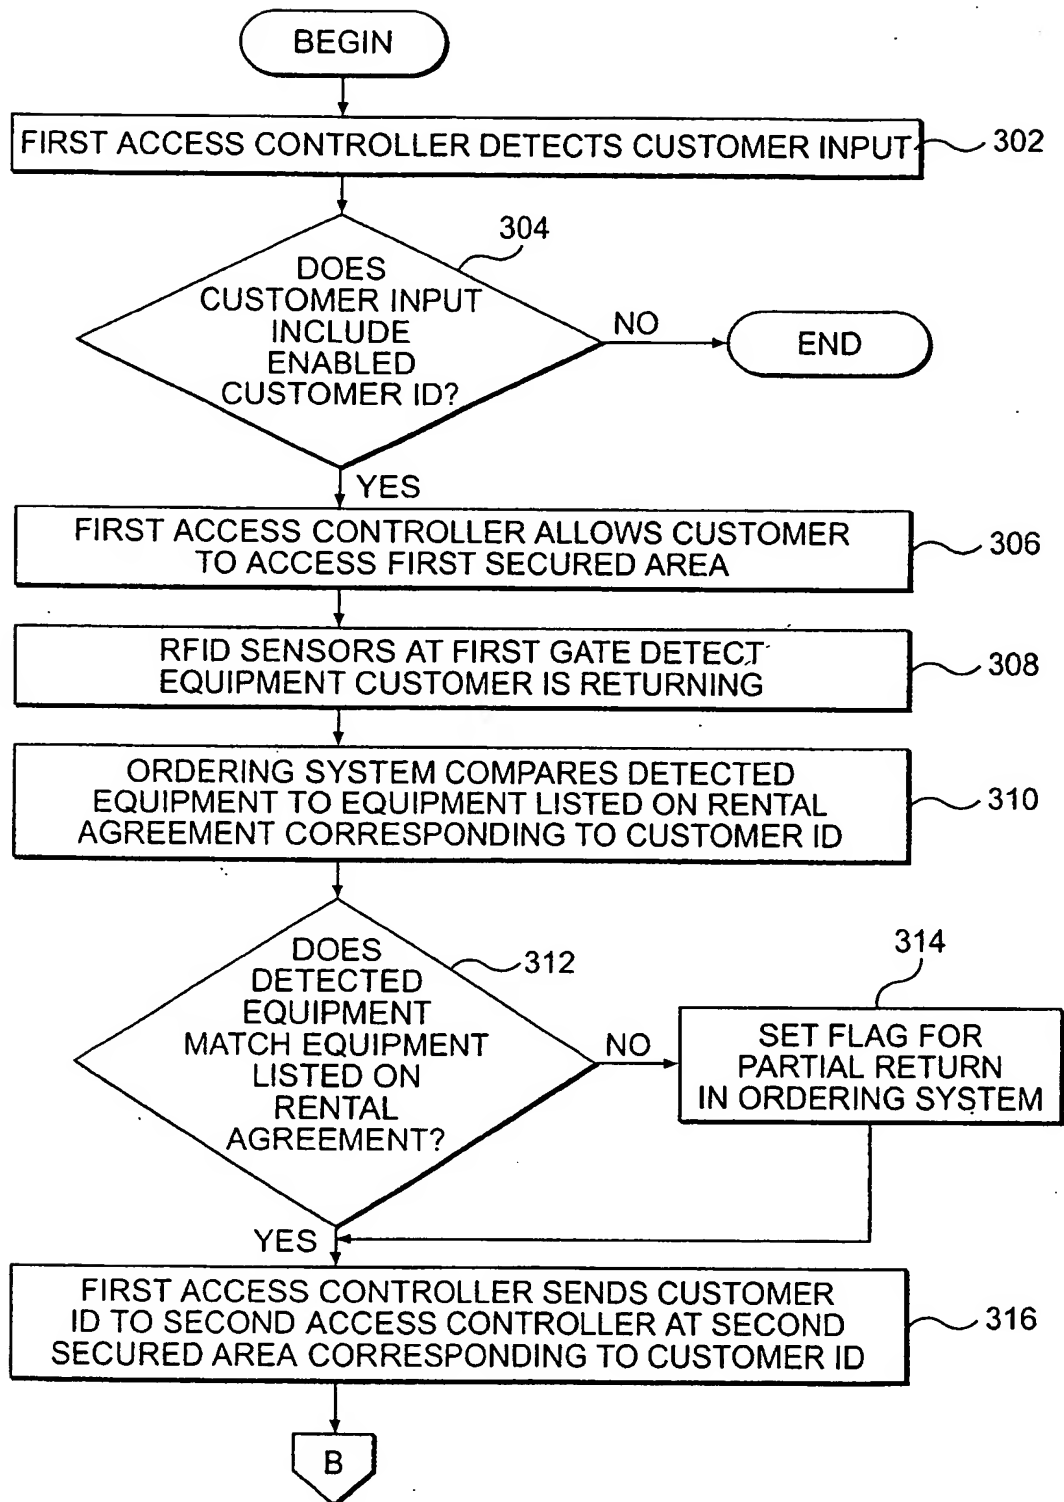 BEGIN
FIRST ACCESS CONTROLLER DETECTS CUSTOMER INPUT
302
304
DOES
CUSTOMER INPUT
INCLUDE
ENABLED
CUSTOMER ID?
NO
END
YES
FIRST ACCESS CONTROLLER ALLOWS CUSTOMER
TO ACCESS FIRST SECURED AREA
306
RFID SENSORS AT FIRST GATE DETECT
EQUIPMENT CUSTOMER IS RETURNING
308
ORDERING SYSTEM COMPARES DETECTED
EQUIPMENT TO EQUIPMENT LISTED ON RENTAL
AGREEMENT CORRESPONDING TO CUSTOMER ID
310
DOES
DETECTED
EQUIPMENT
MATCH EQUIPMENT
LISTED ON
RENTAL
AGREEMENT?
312
NO
314
SET FLAG FOR
PARTIAL RETURN
IN ORDERING SYSTEM
YES
FIRST ACCESS CONTROLLER SENDS CUSTOMER
ID TO SECOND ACCESS CONTROLLER AT SECOND
SECURED AREA CORRESPONDING TO CUSTOMER ID
316
B